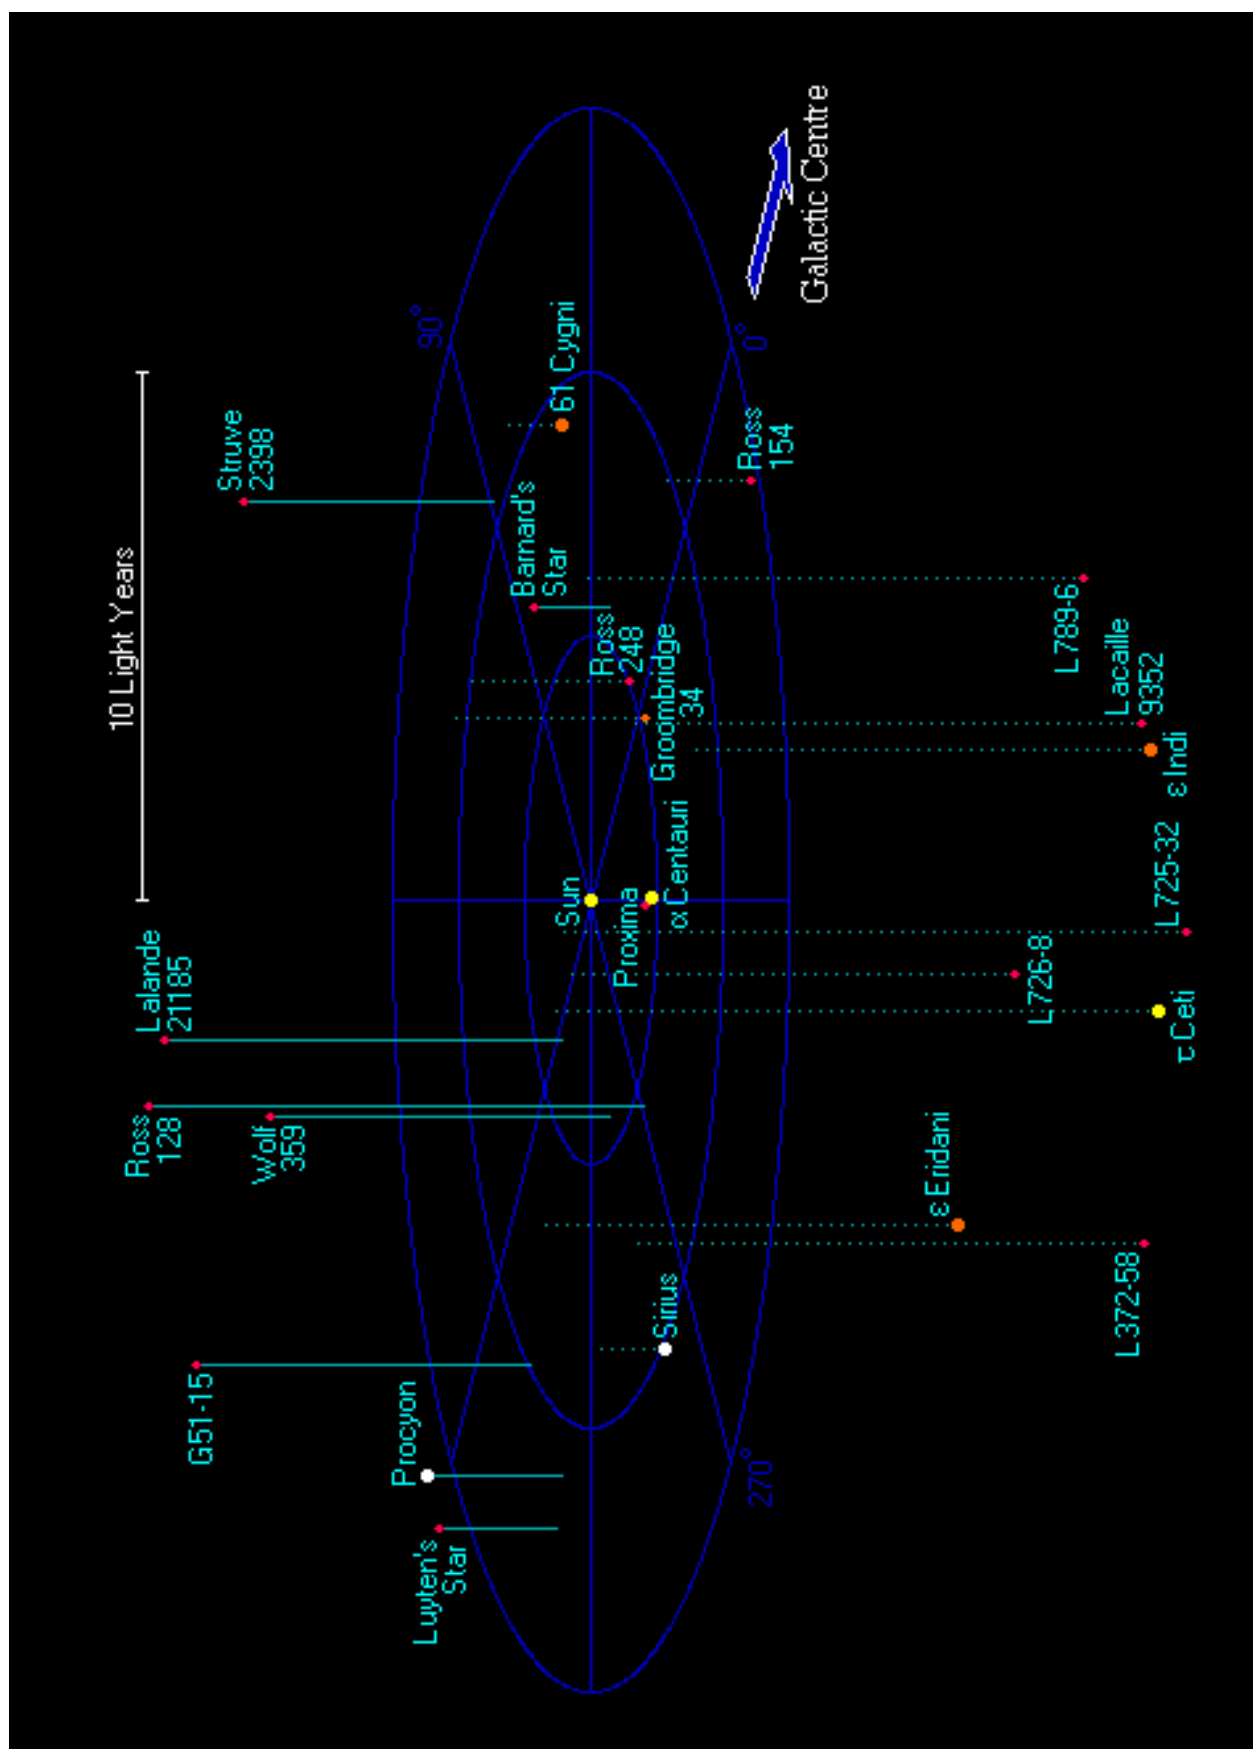 10 Light Years
Struve
2398
90°
61 Cygni
Barnard's
Star
Ross
248
Groombridge
34
Ross
154
0°
Galactic Centre
L789-6
Lacaille
9352
ε Indi
Lalande
21185
Sun
Proxima
α Centauri
L725-32
L726-8
τ Ceti
Ross
128
Wolf
359
ε Eridani
L372-58
Sirius
G51-15
Procyon
Luyten's
Star
270°